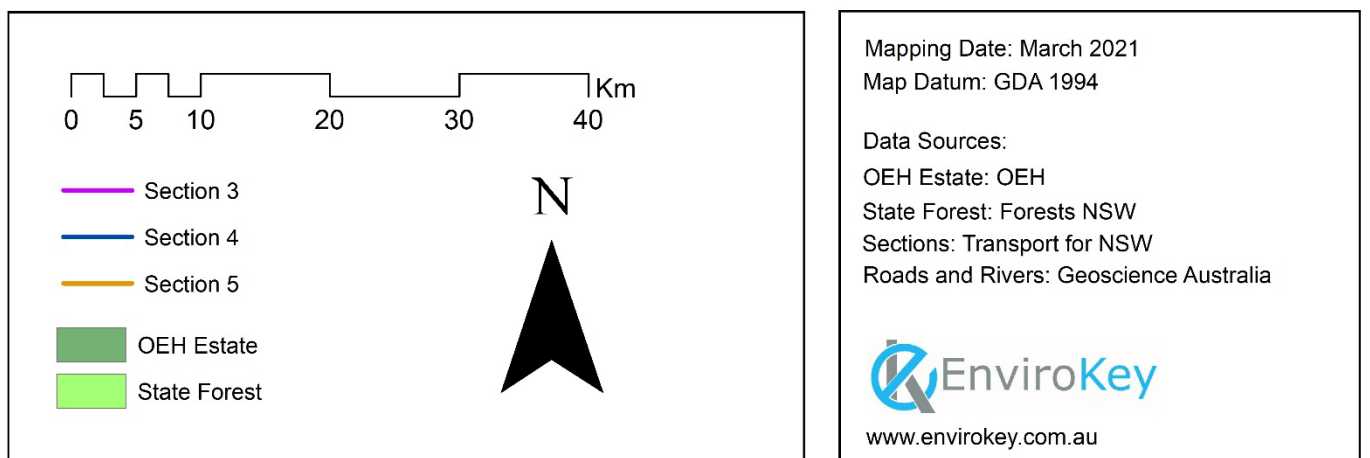 Km
0 5 10 20 30 40
Section 3
N
Section 4
Section 5
OEH Estate
State Forest
Mapping Date: March 2021
Map Datum: GDA 1994
Data Sources:
OEH Estate: OEH
State Forest: Forests NSW
Sections: Transport for NSW
Roads and Rivers: Geoscience Australia
EnviroKey
www.envirokey.com.au